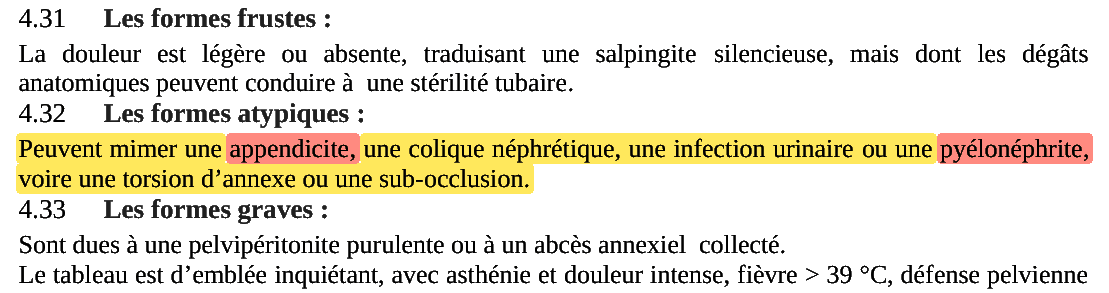 4.31 Les formes frustes :
La douleur est légère ou absente, traduisant une salpingite silencieuse, mais dont les dégâts
anatomiques peuvent conduire à une stérilité tubaire.
4.32 Les formes atypiques :
Peuvent mimer une appendicite, une colique néphrétique, une infection urinaire ou une pyélonéphrite,
voire une torsion d’annexe ou une sub-occlusion.
4.33 Les formes graves :
Sont dues à une pelvipéritonite purulente ou à un abcès annexiel collecté.
Le tableau est d’emblée inquiétant, avec asthénie et douleur intense, fièvre > 39 °C, défense pelvienne